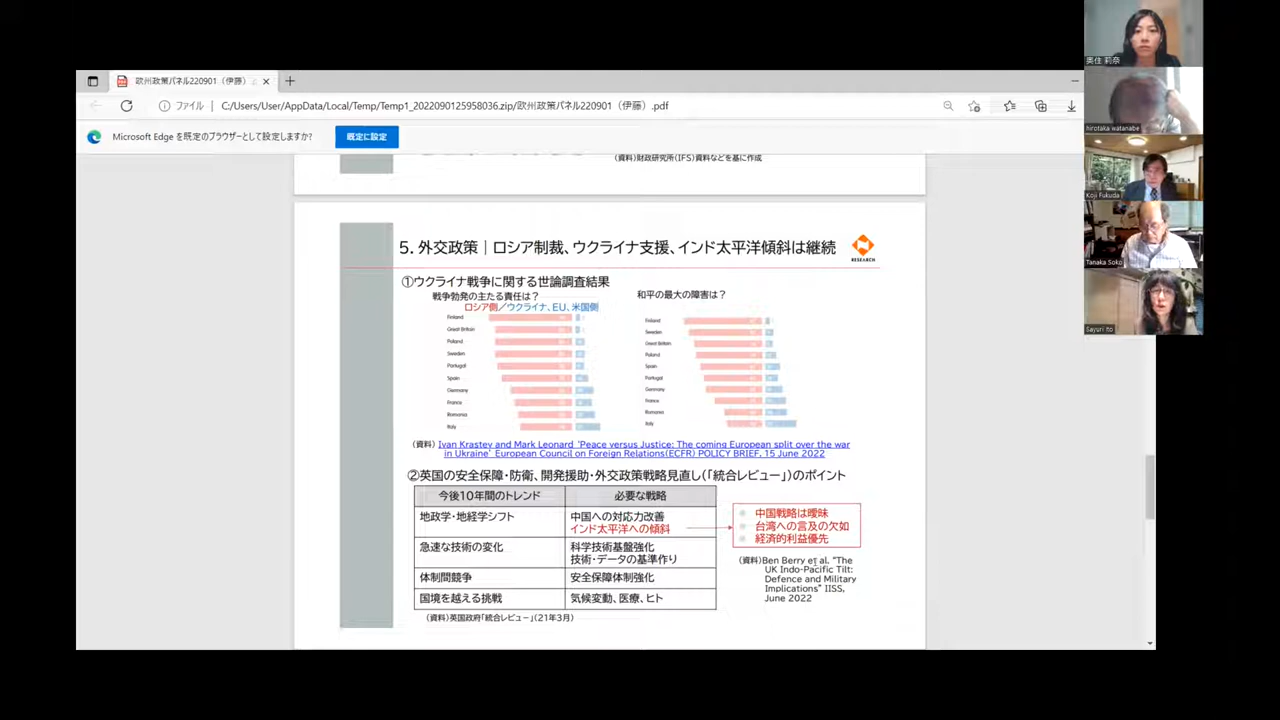 欧州政策パネル220901（伊藤）
ファイル
C:/Users/User/AppData/Local/Temp/Temp1_2022090125958036.zip/欧州政策パネル220901（伊藤）.pdf
Microsoft Edge を既定のブラウザーとして設定しますか?
既定に設定
（資料）財政研究所（IFS）資料などを基に作成
5. 外交政策｜ロシア制裁、ウクライナ支援、インド太平洋傾斜は継続
RESEARCH
①ウクライナ戦争に関する世論調査結果
戦争勃発の主たる責任は？
ロシア側／ウクライナ、EU、米国側
Finland
Great Britain
Poland
Sweden
Portugal
Spain
Germany
France
Romania
Italy
和平の最大の障害は？
Finland
Sweden
Great Britain
Poland
Spain
Portugal
Germany
France
Romania
Italy
（資料） Ivan Krastev and Mark Leonard 'Peace versus Justice: The coming European split over the war
in Ukraine' European Council on Foreign Relations(ECFR) POLICY BRIEF, 15 June 2022
②英国の安全保障・防衛、開発援助・外交政策戦略見直し（「統合レビュー」）のポイント
今後10年間のトレンド
必要な戦略
地政学・地経学シフト
中国への対応力改善
インド太平洋への傾斜
急速な技術の変化
科学技術基盤強化
技術・データの基準作り
体制間競争
安全保障体制強化
国境を越える挑戦
気候変動、医療、ヒト
（資料）英国政府「統合レビュー」（21年3月）
中国戦略は曖昧
台湾への言及の欠如
経済的利益優先
（資料）Ben Berry et al. "The
UK Indo-Pacific Tilt:
Defence and Military
Implications" IISS,
June 2022
美住 莉奈
hirotaka watanabe
Koji Fukuda
Tanaka Soko
Sayuri Ito